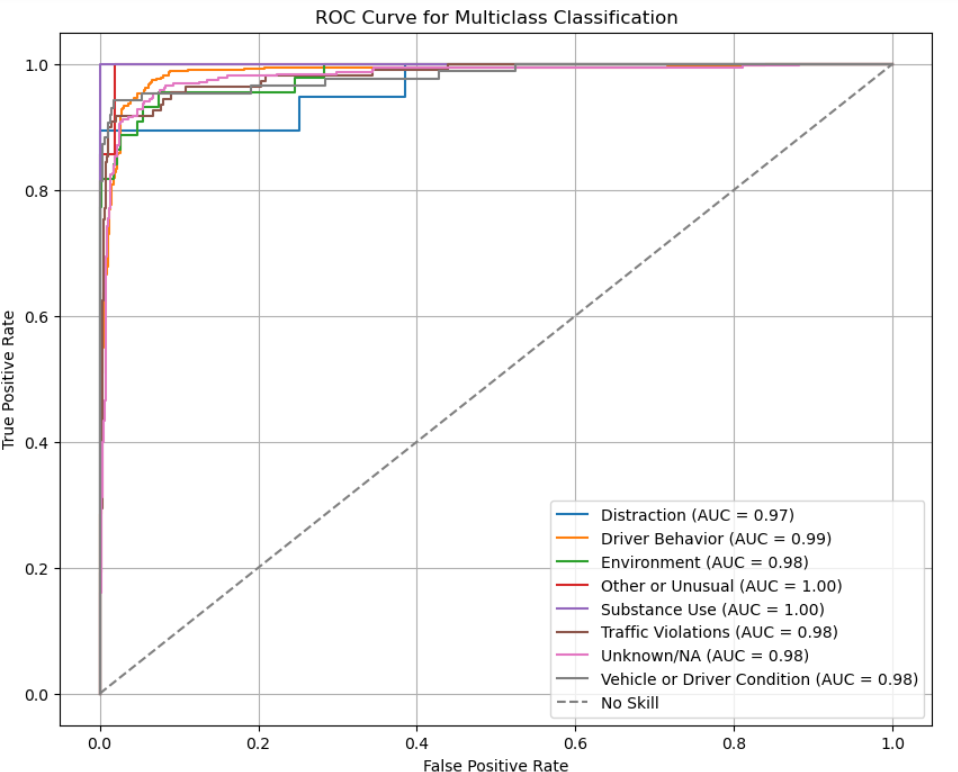 ROC Curve for Multiclass Classification
True Positive Rate
1.0
0.8
0.6
0.4
0.2
0.0
Distraction (AUC = 0.97)
Driver Behavior (AUC = 0.99)
Environment (AUC = 0.98)
Other or Unusual (AUC = 1.00)
Substance Use (AUC = 1.00)
Traffic Violations (AUC = 0.98)
Unknown/NA (AUC = 0.98)
Vehicle or Driver Condition (AUC = 0.98)
No Skill
0.0 0.2 0.4 0.6 0.8 1.0
False Positive Rate